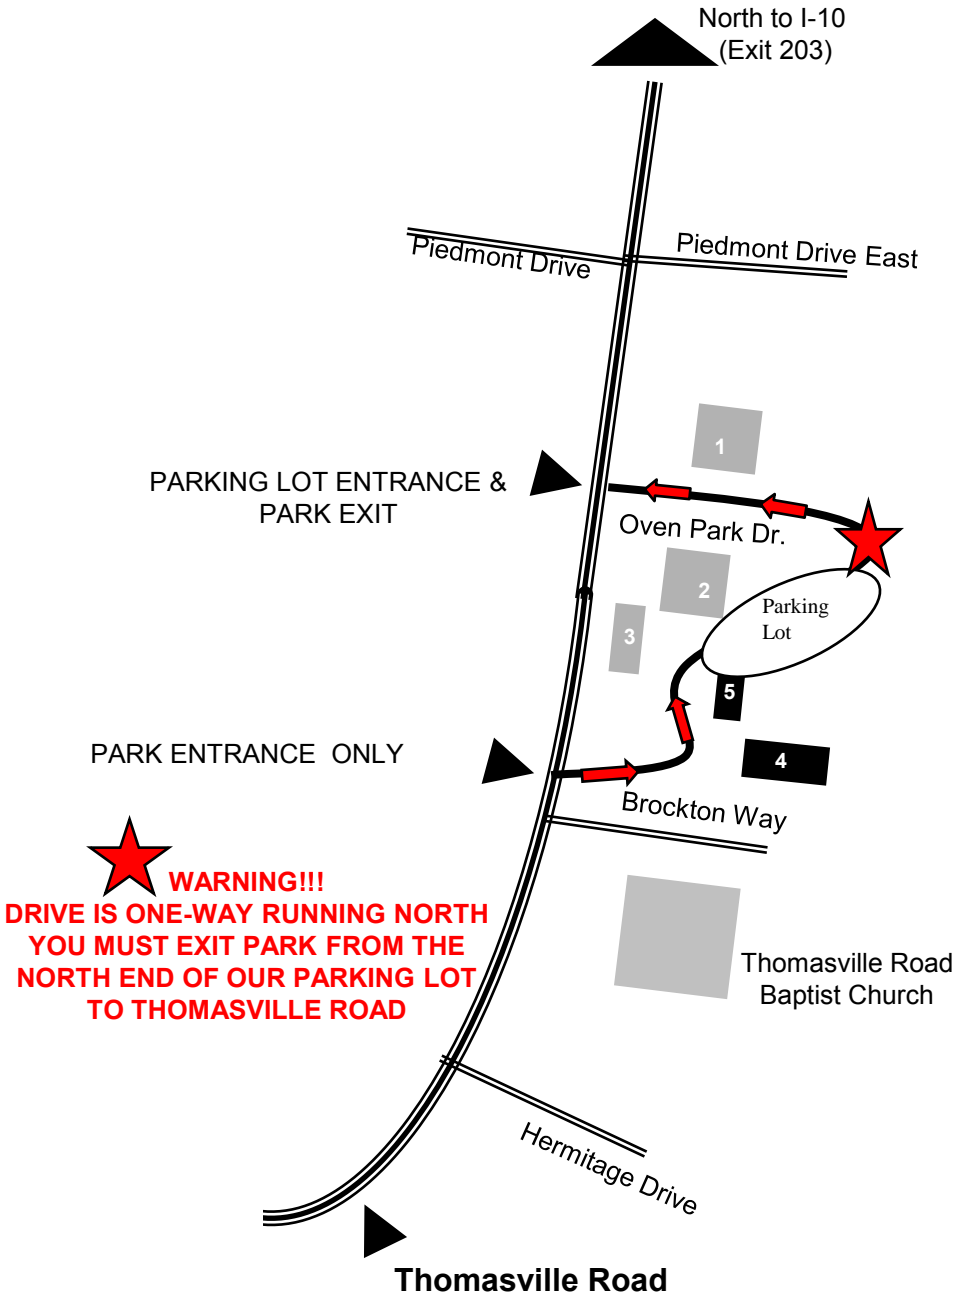 North to I-10
(Exit 203)
Piedmont Drive
Piedmont Drive East
1
PARKING LOT ENTRANCE &
PARK EXIT
Oven Park Dr.
2
Parking
Lot
3
5
PARK ENTRANCE ONLY
4
Brockton Way
WARNING!!!
DRIVE IS ONE-WAY RUNNING NORTH
YOU MUST EXIT PARK FROM THE
NORTH END OF OUR PARKING LOT
TO THOMASVILLE ROAD
Thomasville Road
Baptist Church
Hermitage Drive
Thomasville Road